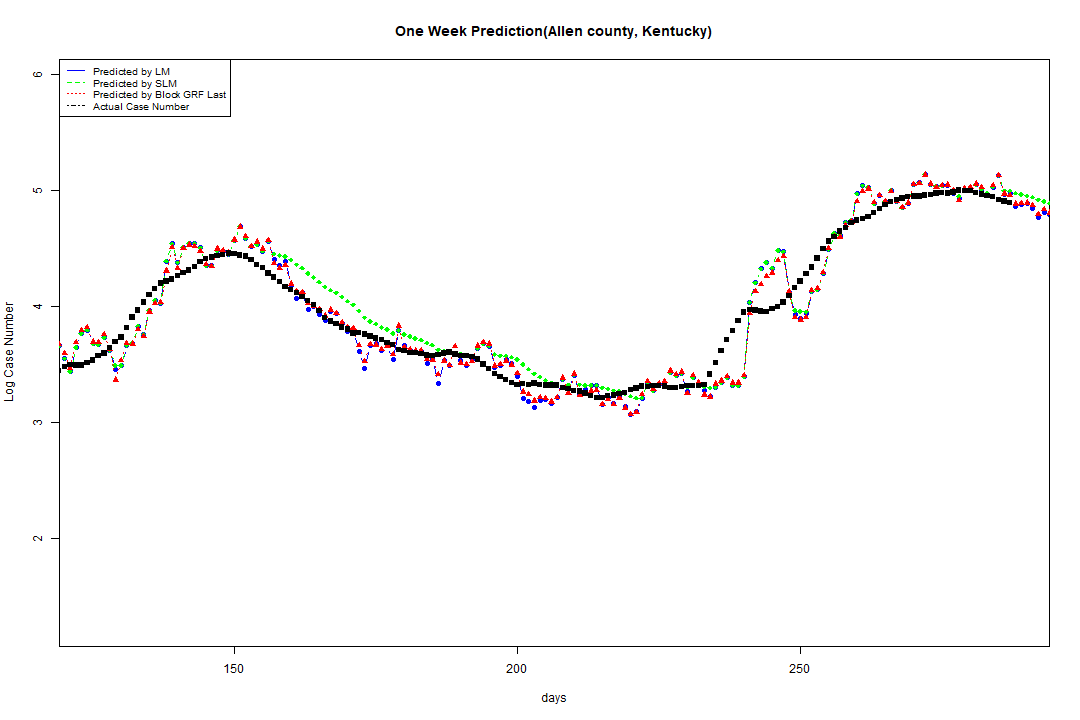 One Week Prediction(Allen county, Kentucky)
Predicted by LM
Predicted by SLM
Predicted by Block GRF Last
Actual Case Number
6
5
4
3
2
Log Case Number
150
200
250
days